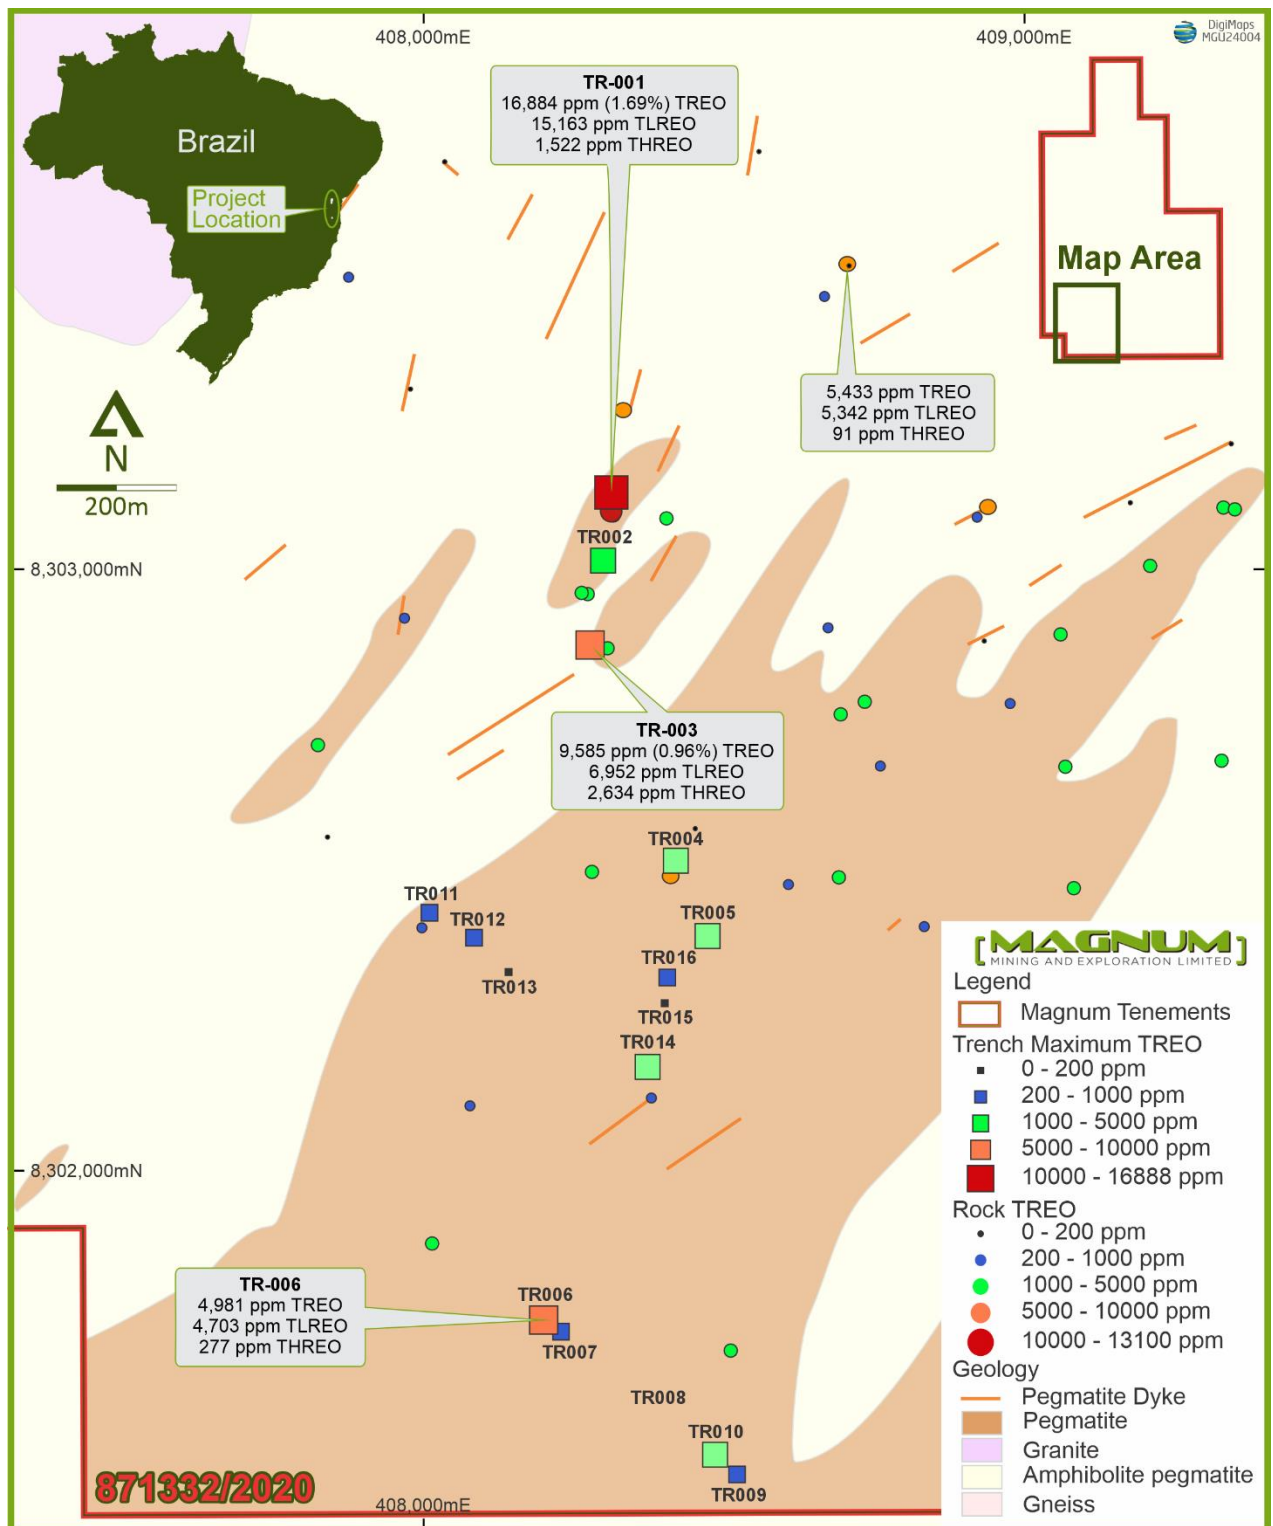 408,000mE
409,000mE
DigiMaps
MGU24004
TR-001
16,884 ppm (1.69%) TREO
15,163 ppm TLREO
1,522 ppm THREO
Brazil
Project
Location
Map Area
5,433 ppm TREO
5,342 ppm TLREO
91 ppm THREO
N
200m
TR002
8,303,000mN
TR-003
9,585 ppm (0.96%) TREO
6,952 ppm TLREO
2,634 ppm THREO
TR004
TR011
TR012
TR005
TR016
TR013
TR015
TR014
8,302,000mN
TR-006
4,981 ppm TREO
4,703 ppm TLREO
277 ppm THREO
TR006
TR007
TR008
TR010
TR009
871332/2020
408,000mE
[MAGNUM]
MINING AND EXPLORATION LIMITED
Legend
Magnum Tenements
Trench Maximum TREO
0 - 200 ppm
200 - 1000 ppm
1000 - 5000 ppm
5000 - 10000 ppm
10000 - 16888 ppm
Rock TREO
0 - 200 ppm
200 - 1000 ppm
1000 - 5000 ppm
5000 - 10000 ppm
10000 - 13100 ppm
Geology
Pegmatite Dyke
Pegmatite
Granite
Amphibolite pegmatite
Gneiss